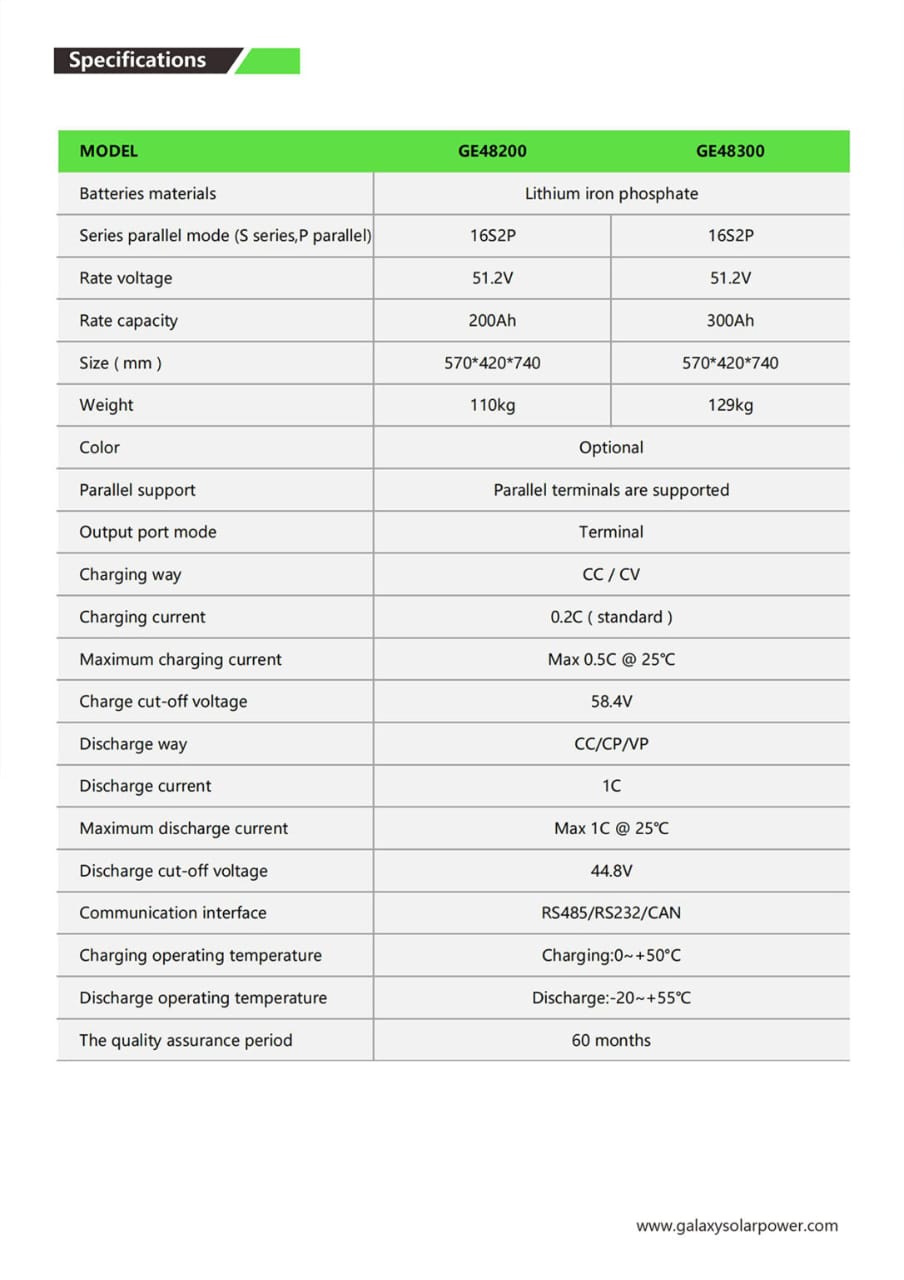 Specifications
MODEL GE48200 GE48300
Batteries materials Lithium iron phosphate
Series parallel mode (S series,P parallel) 16S2P 16S2P
Rate voltage 51.2V 51.2V
Rate capacity 200Ah 300Ah
Size ( mm ) 570*420*740 570*420*740
Weight 110kg 129kg
Color Optional
Parallel support Parallel terminals are supported
Output port mode Terminal
Charging way CC / CV
Charging current 0.2C ( standard )
Maximum charging current Max 0.5C @ 25℃
Charge cut-off voltage 58.4V
Discharge way CC/CP/VP
Discharge current 1C
Maximum discharge current Max 1C @ 25℃
Discharge cut-off voltage 44.8V
Communication interface RS485/RS232/CAN
Charging operating temperature Charging:0~+50°C
Discharge operating temperature Discharge:-20~+55℃
The quality assurance period 60 months
www.galaxysolarpower.com